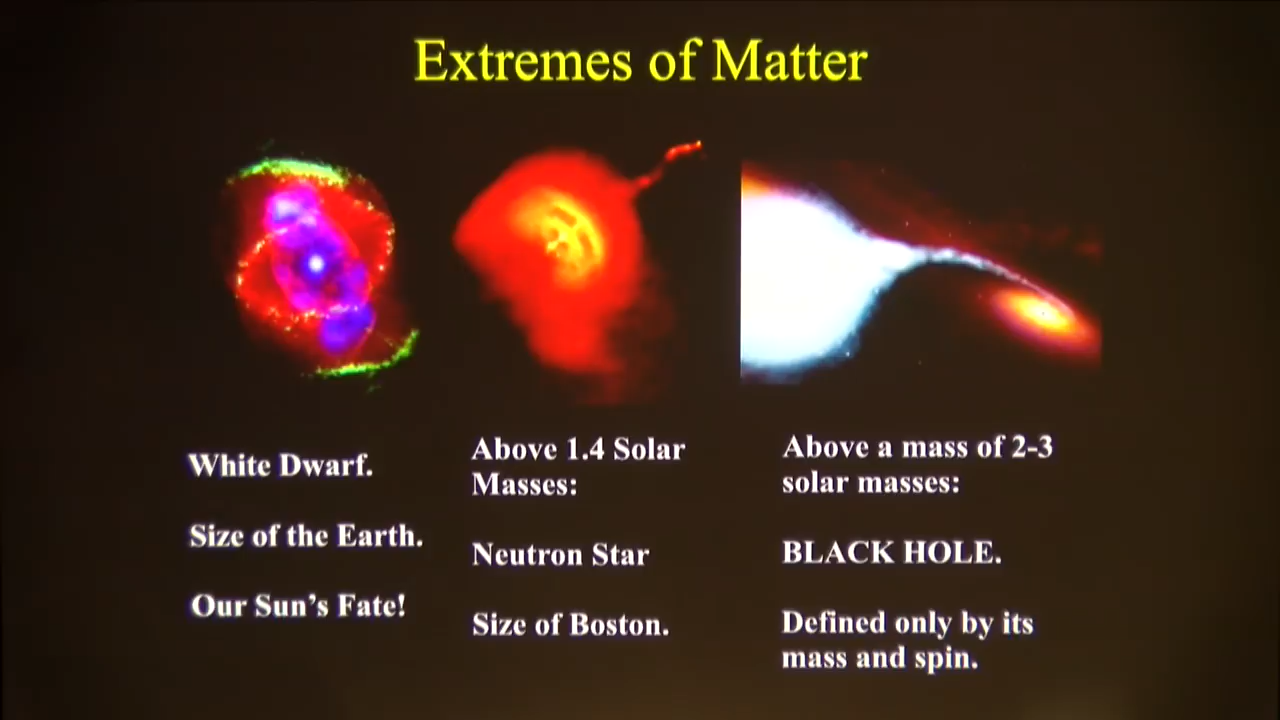 Extremes of Matter
White Dwarf.
Size of the Earth.
Our Sun's Fate!
Above 1.4 Solar
Masses:
Neutron Star
Size of Boston.
Above a mass of 2-3
solar masses:
BLACK HOLE.
Defined only by its
mass and spin.